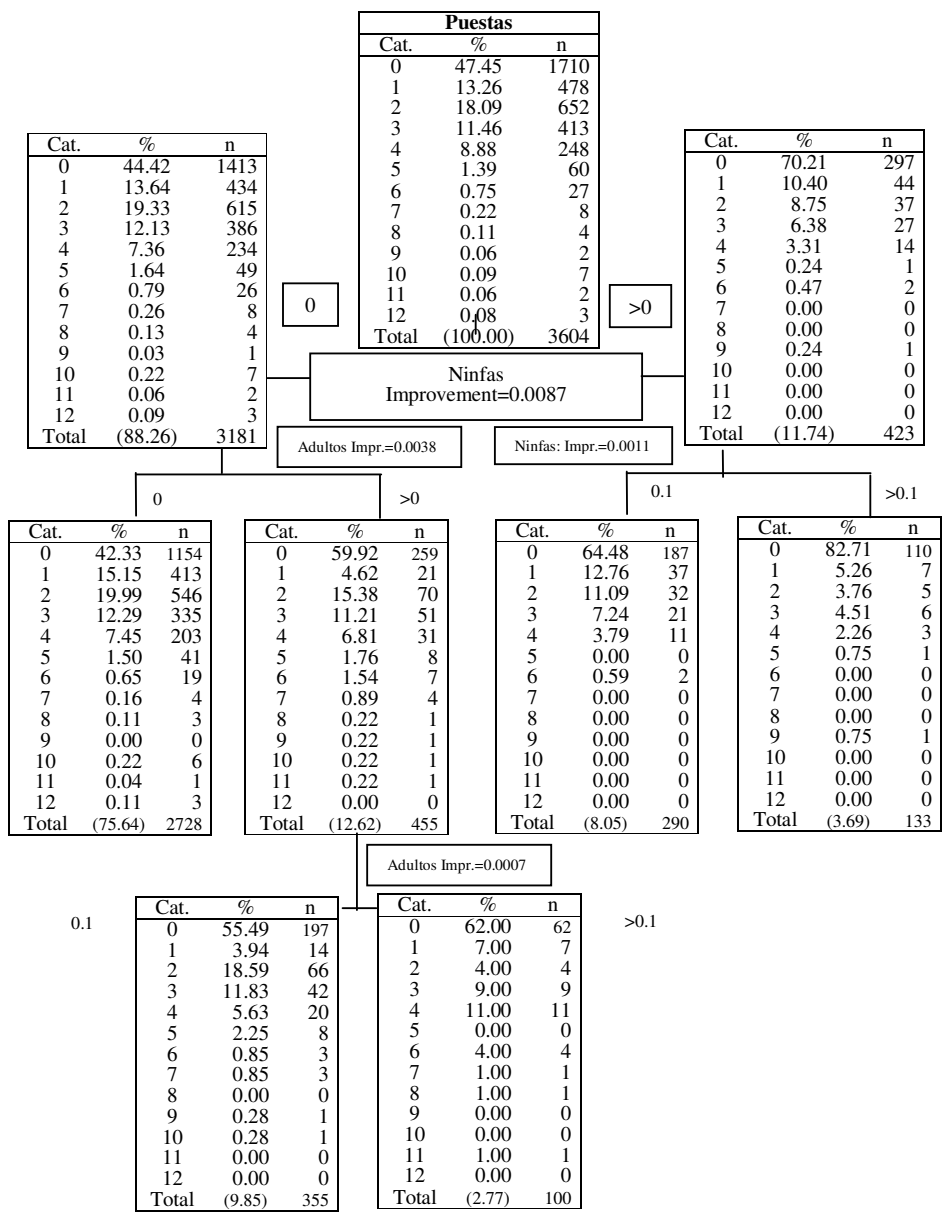 Puestas
Cat. % n
0 47.45 1710
1 13.26 478
2 18.09 652
3 11.46 413
4 8.88 248
5 1.39 60
6 0.75 27
7 0.22 8
8 0.11 4
9 0.06 2
10 0.09 7
11 0.06 2
12 0.08 3
Total (100.00) 3604
Cat. % n
0 44.42 1413
1 13.64 434
2 19.33 615
3 12.13 386
4 7.36 234
5 1.64 49
6 0.79 26
7 0.26 8
8 0.13 4
9 0.03 1
10 0.22 7
11 0.06 2
12 0.09 3
Total (88.26) 3181
0
>0
Cat. % n
0 70.21 297
1 10.40 44
2 8.75 37
3 6.38 27
4 3.31 14
5 0.24 1
6 0.47 2
7 0.00 0
8 0.00 0
9 0.24 1
10 0.00 0
11 0.00 0
12 0.00 0
Total (11.74) 423
Ninfas
Improvement=0.0087
Adultos Impr.=0.0038
Ninfas: Impr.=0.0011
0
>0
0.1
>0.1
Cat. % n
0 42.33 1154
1 15.15 413
2 19.99 546
3 12.29 335
4 7.45 203
5 1.50 41
6 0.65 19
7 0.16 4
8 0.11 3
9 0.00 0
10 0.22 6
11 0.04 1
12 0.11 3
Total (75.64) 2728
Cat. % n
0 59.92 259
1 4.62 21
2 15.38 70
3 11.21 51
4 6.81 31
5 1.76 8
6 1.54 7
7 0.89 4
8 0.22 1
9 0.22 1
10 0.22 1
11 0.22 1
12 0.00 0
Total (12.62) 455
Cat. % n
0 64.48 187
1 12.76 37
2 11.09 32
3 7.24 21
4 3.79 11
5 0.00 0
6 0.59 2
7 0.00 0
8 0.00 0
9 0.00 0
10 0.00 0
11 0.00 0
12 0.00 0
Total (8.05) 290
Cat. % n
0 82.71 110
1 5.26 7
2 3.76 5
3 4.51 6
4 2.26 3
5 0.75 1
6 0.00 0
7 0.00 0
8 0.00 0
9 0.75 1
10 0.00 0
11 0.00 0
12 0.00 0
Total (3.69) 133
Adultos Impr.=0.0007
0.1
>0.1
Cat. % n
0 55.49 197
1 3.94 14
2 18.59 66
3 11.83 42
4 5.63 20
5 2.25 8
6 0.85 3
7 0.85 3
8 0.00 0
9 0.28 1
10 0.28 1
11 0.00 0
12 0.00 0
Total (9.85) 355
Cat. % n
0 62.00 62
1 7.00 7
2 4.00 4
3 9.00 9
4 11.00 11
5 0.00 0
6 4.00 4
7 1.00 1
8 1.00 1
9 0.00 0
10 0.00 0
11 1.00 1
12 0.00 0
Total (2.77) 100